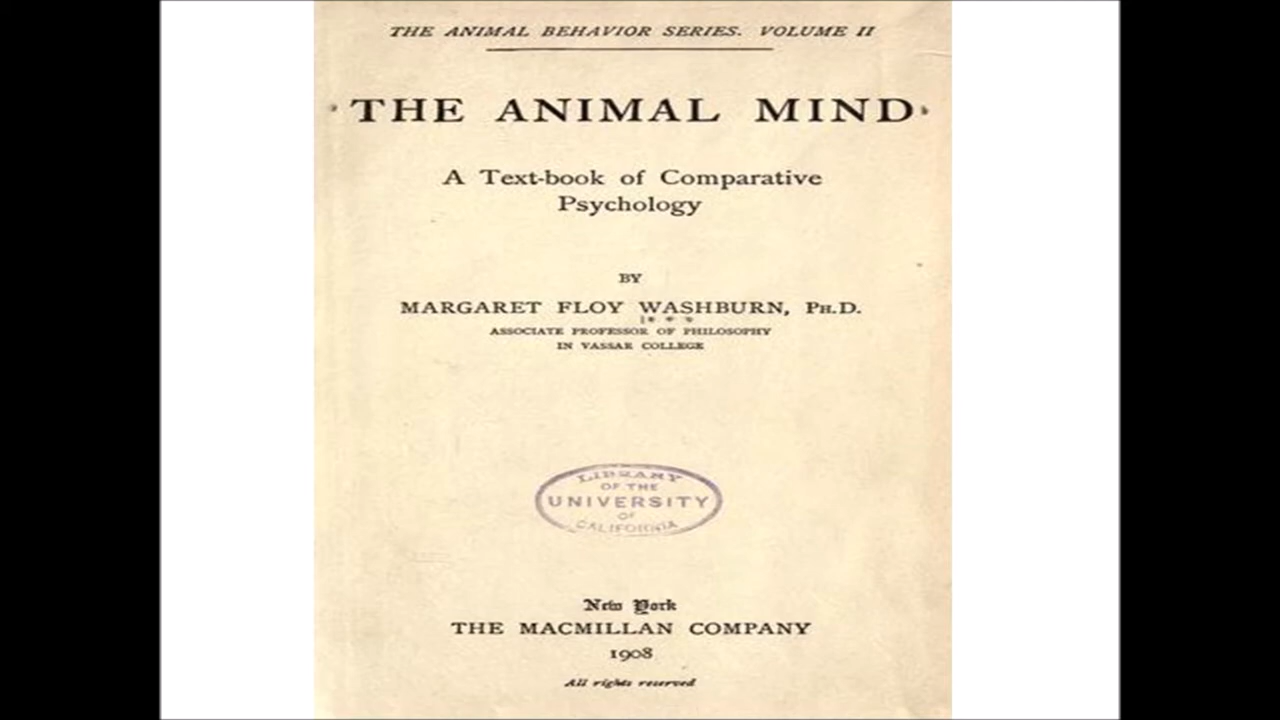 THE ANIMAL BEHAVIOR SERIES. VOLUME II
THE ANIMAL MIND
A Text-book of Comparative
Psychology
BY
MARGARET FLOY WASHBURN, PH.D.
ASSOCIATE PROFESSOR OF PHILOSOPHY
IN VASSAR COLLEGE
LIBRARY
OF THE
UNIVERSITY
OF
CALIFORNIA
New York
THE MACMILLAN COMPANY
1908
All rights reserved